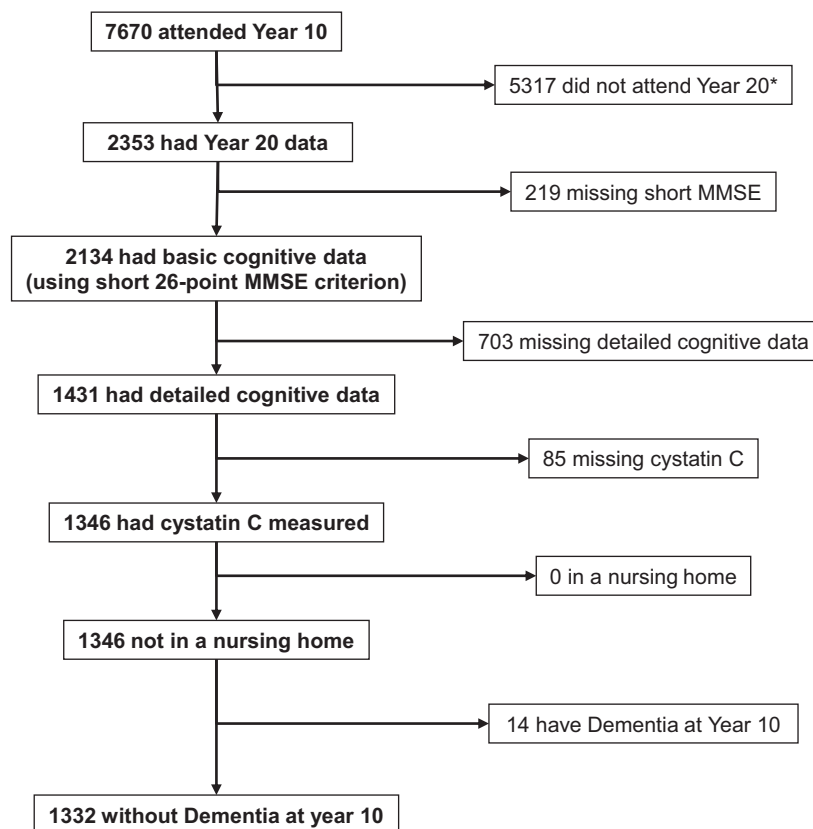 7670 attended Year 10
5317 did not attend Year 20*
2353 had Year 20 data
219 missing short MMSE
2134 had basic cognitive data
(using short 26-point MMSE criterion)
703 missing detailed cognitive data
1431 had detailed cognitive data
85 missing cystatin C
1346 had cystatin C measured
0 in a nursing home
1346 not in a nursing home
14 have Dementia at Year 10
1332 without Dementia at year 10